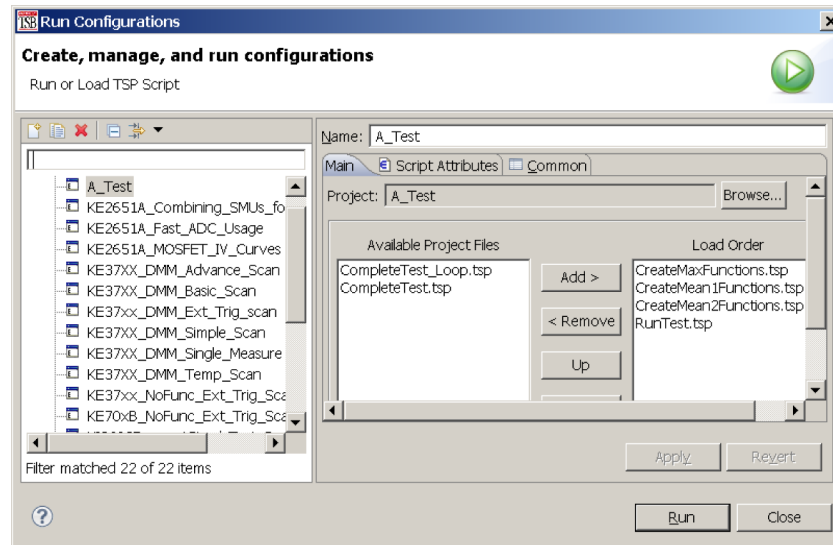 TSB Run Configurations
Create, manage, and run configurations
Run or Load TSP Script
A_Test
KE2651A_Combining_SMUs_fo
KE2651A_Fast_ADC_Usage
KE2651A_MOSFET_IV_Curves
KE37XX_DMM_Advance_Scan
KE37XX_DMM_Basic_Scan
KE37xx_DMM_Ext_Trig_scan
KE37XX_DMM_Simple_Scan
KE37XX_DMM_Single_Measure
KE37XX_DMM_Temp_Scan
KE37xx_NoFunc_Ext_Trig_Sca
KE70xB_NoFunc_Ext_Trig_Sca
Filter matched 22 of 22 items
Name: A_Test
Main Script Attributes Common
Project: A_Test Browse...
Available Project Files
CompleteTest_Loop.tsp
CompleteTest.tsp
Add >
< Remove
Up
Load Order
CreateMaxFunctions.tsp
CreateMean1Functions.tsp
CreateMean2Functions.tsp
RunTest.tsp
Apply Revert
? Run Close